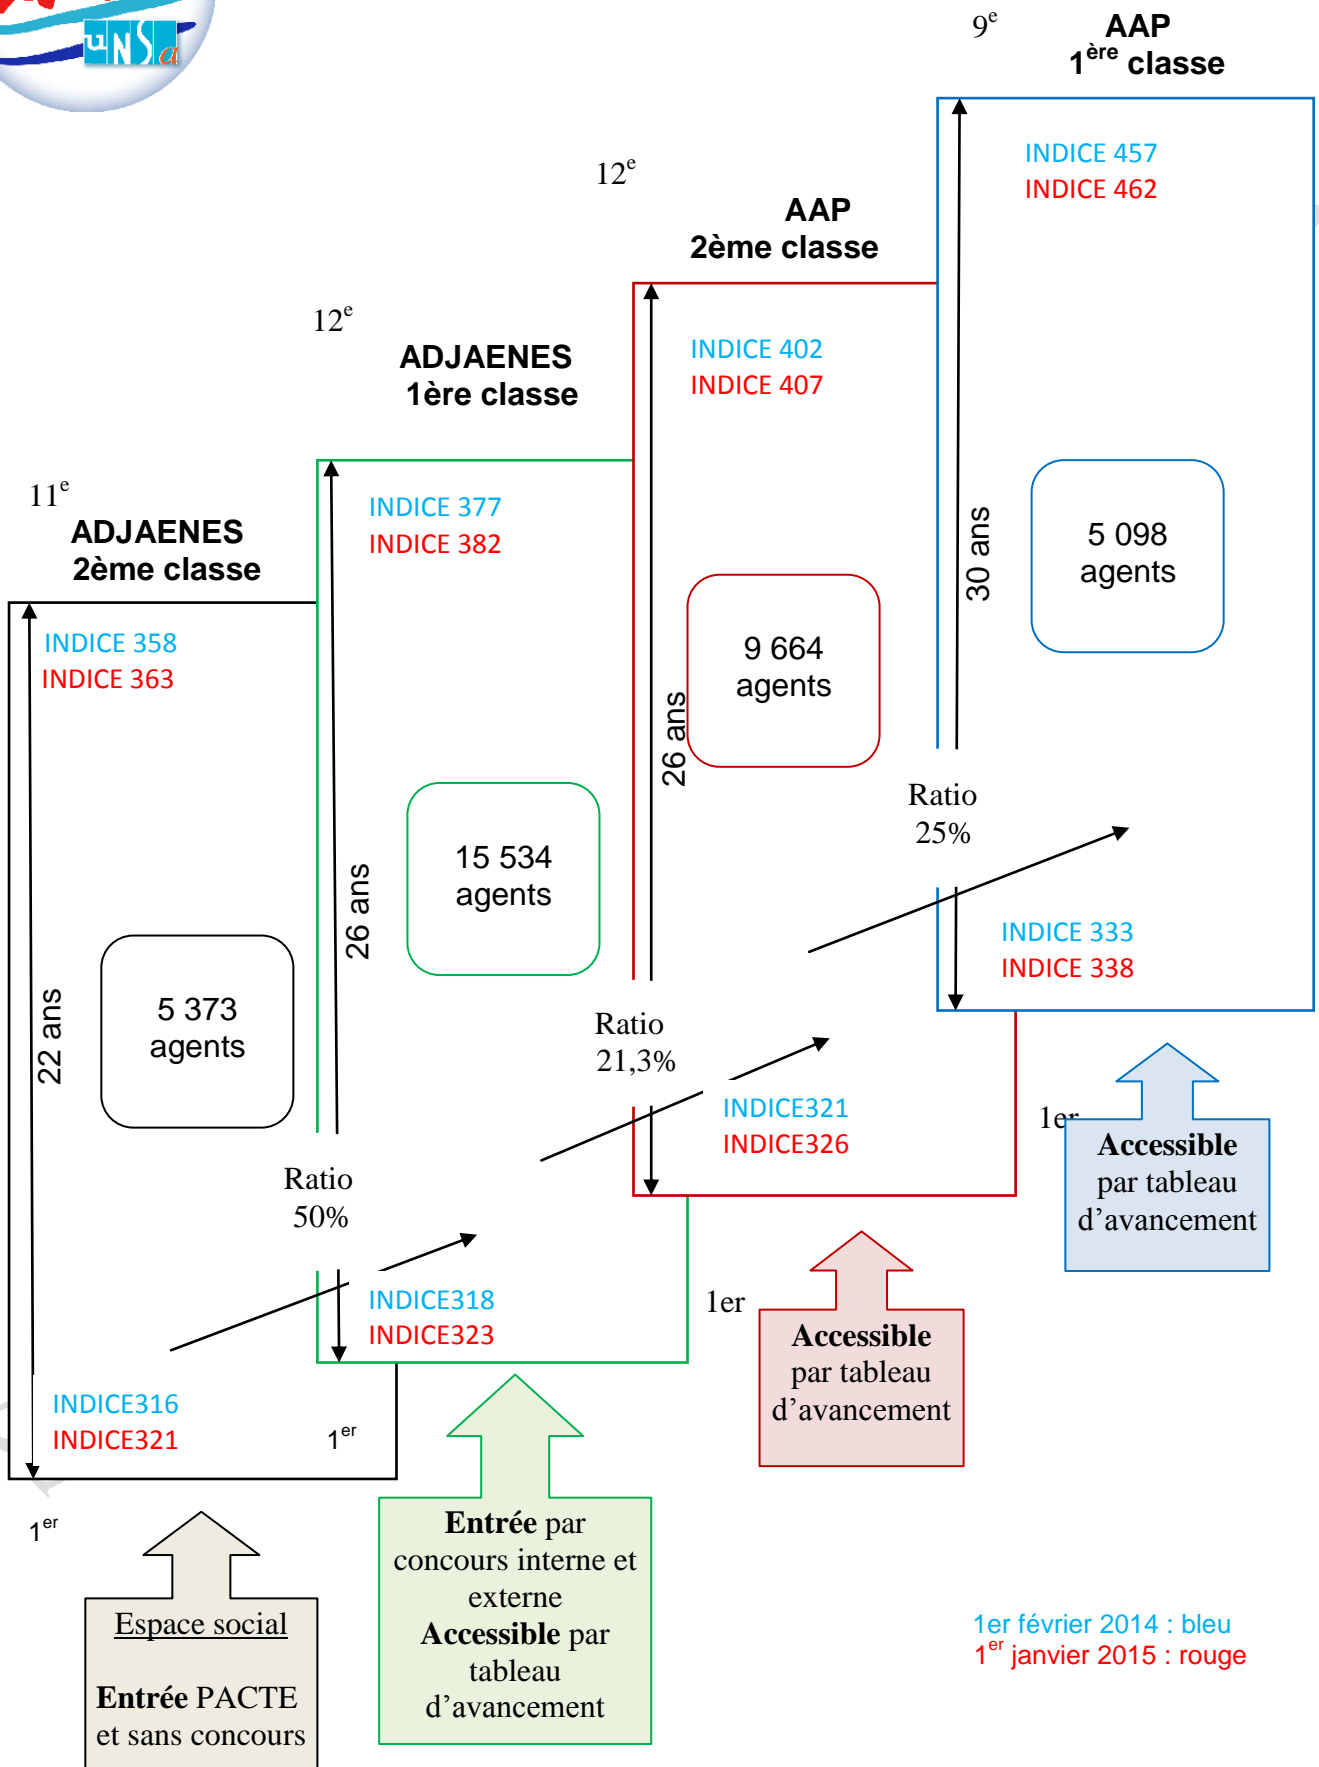 uNSa
9e
AAP
1ère classe
INDICE 457
INDICE 462
12e
AAP
2ème classe
12e
ADJAENES
1ère classe
INDICE 402
INDICE 407
11e
ADJAENES
2ème classe
INDICE 377
INDICE 382
30 ans
5 098
agents
INDICE 358
INDICE 363
9 664
agents
26 ans
Ratio
25%
15 534
agents
26 ans
INDICE 333
INDICE 338
22 ans
5 373
agents
Ratio
21,3%
INDICE321
INDICE326
1er
Accessible
par tableau
d’avancement
Ratio
50%
INDICE318
INDICE323
1er
Accessible
par tableau
d’avancement
INDICE316
INDICE321
1er
1er
Entrée par
concours interne et
externe
Accessible par
tableau
d’avancement
Espace social
Entrée PACTE
et sans concours
1er février 2014 : bleu
1er janvier 2015 : rouge